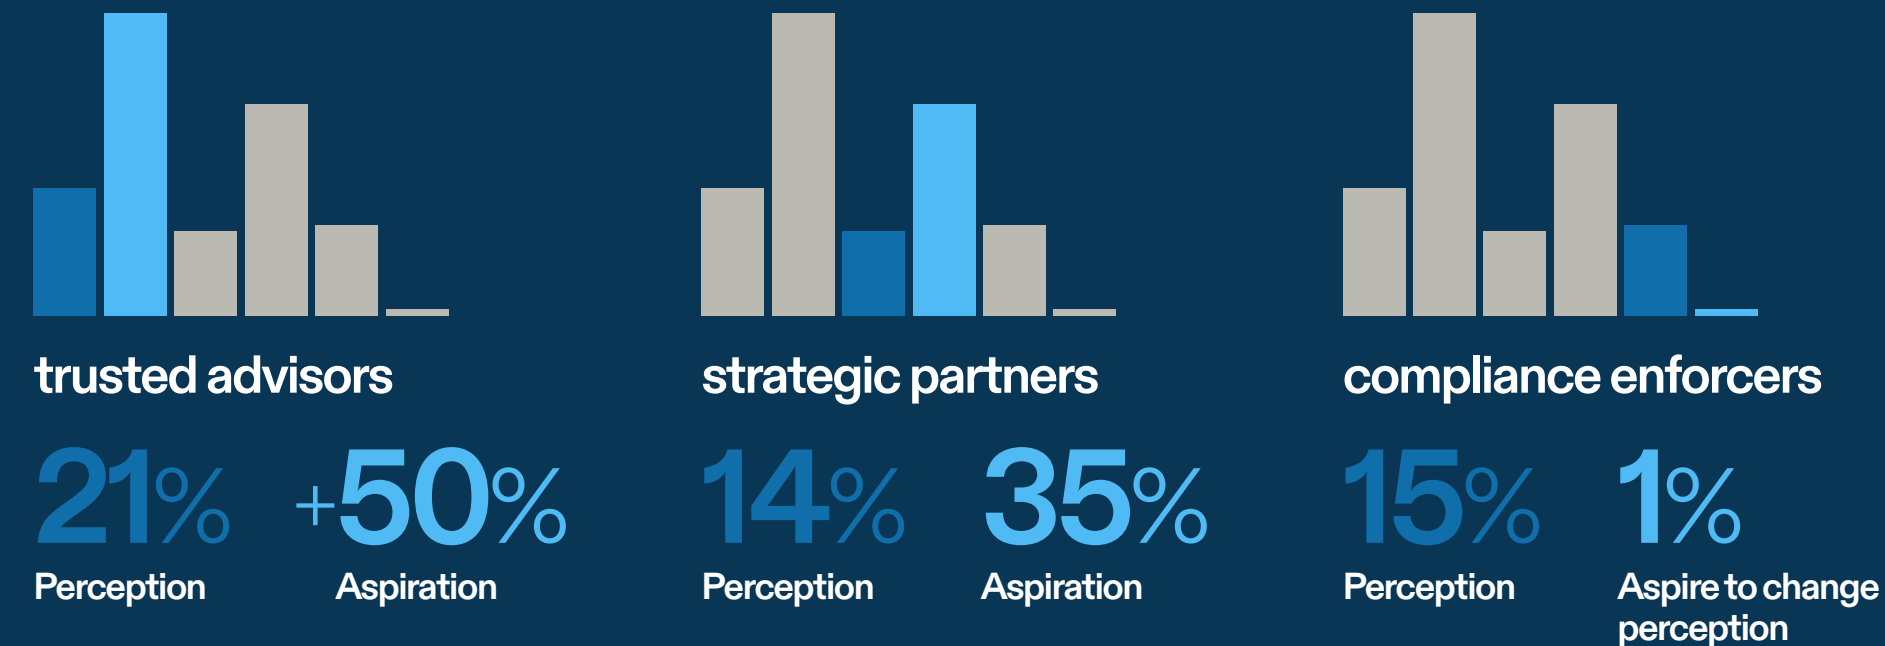 trusted advisors
21%
+50%
Perception
Aspiration
strategic partners
14%
35%
Perception
Aspiration
compliance enforcers
15%
1%
Perception
Aspire to change
perception